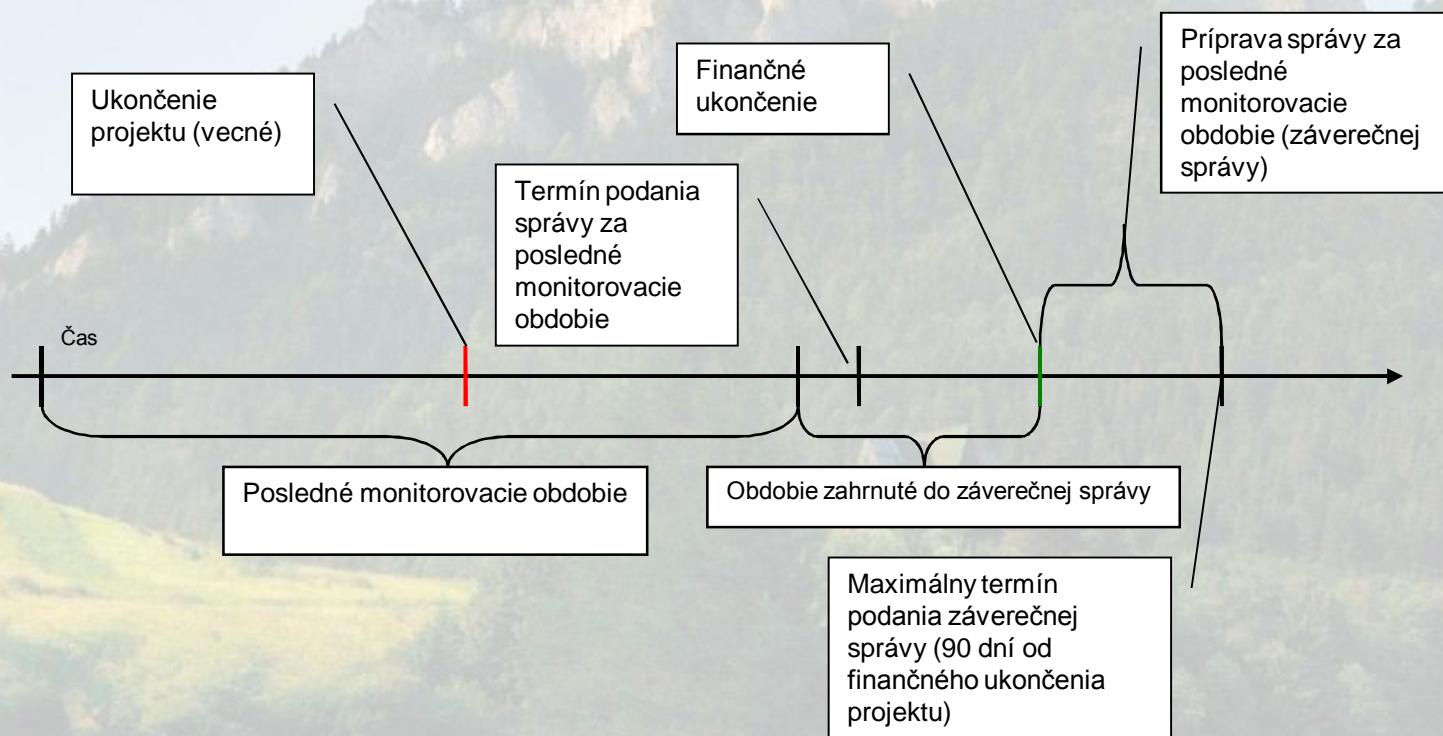 Ukončenie
projektu (vecné)
Finančné
ukončenie
Príprava správy za
posledné
monitorovacie
obdobie (záverečnej
správy)
Termín podania
správy za
posledné
monitorovacie
obdobie
Čas
Posledné monitorovacie obdobie
Obdobie zahrnuté do záverečnej správy
Maximálny termín
podania záverečnej
správy (90 dní od
finančného ukončenia
projektu)